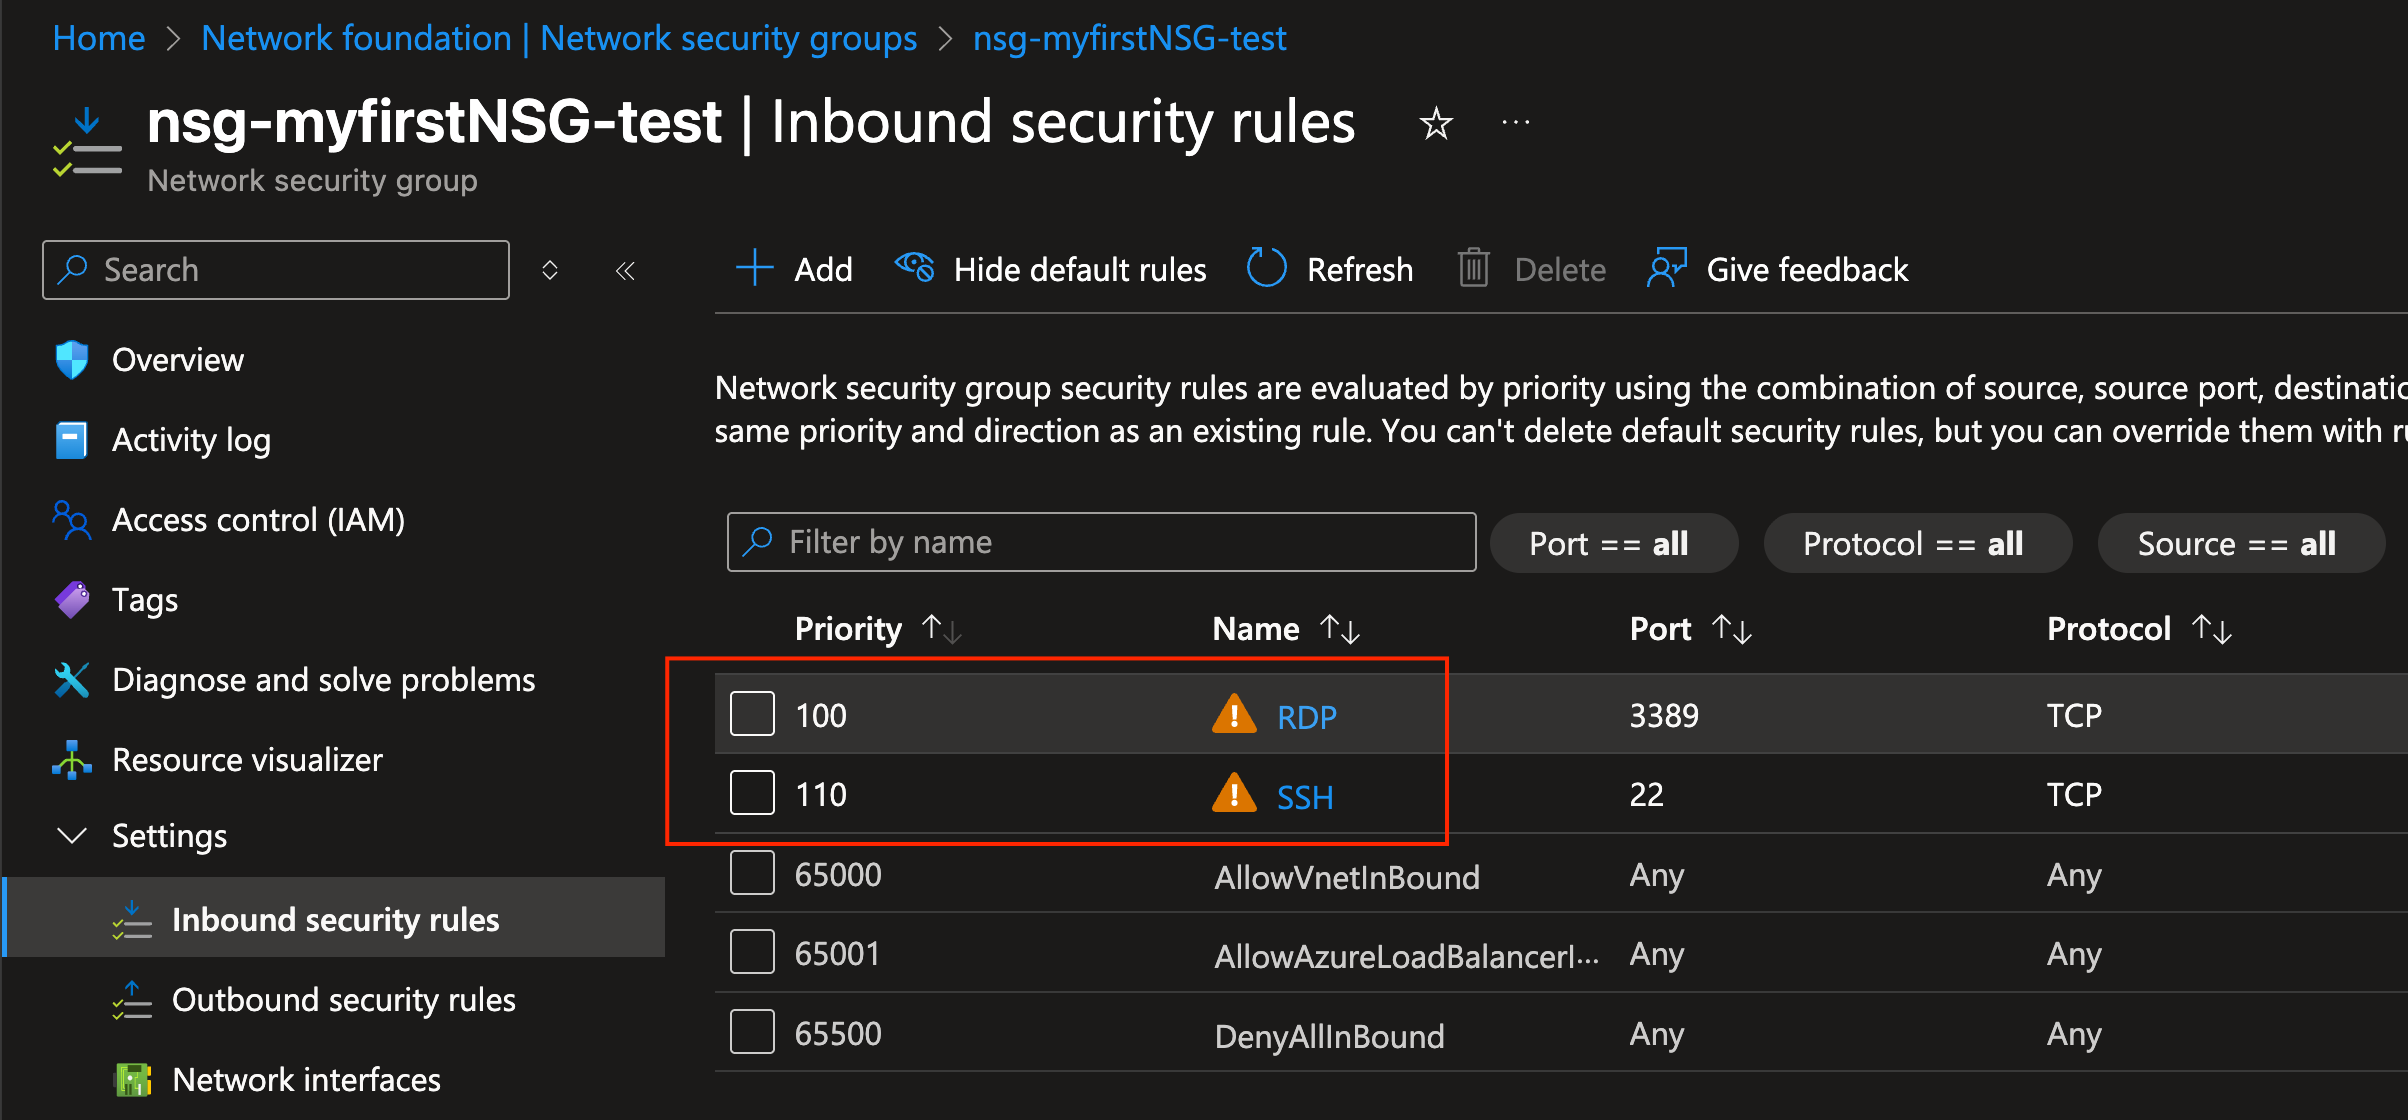 Home > Network foundation | Network security groups > nsg-myfirstNSG-test
nsg-myfirstNSG-test | Inbound security rules
Network security group
Search
Add
Hide default rules
Refresh
Delete
Give feedback
Overview
Activity log
Access control (IAM)
Tags
Diagnose and solve problems
Resource visualizer
Settings
Inbound security rules
Outbound security rules
Network interfaces
Network security group security rules are evaluated by priority using the combination of source, source port,
same priority and direction as an existing rule. You can't delete default security rules, but you can override them with
Filter by name
Port == all
Protocol == all
Source == all
Priority Name Port Protocol
100 RDP 3389 TCP
110 SSH 22 TCP
65000 AllowVnetInBound Any Any
65001 AllowAzureLoadBalancerI... Any Any
65500 DenyAllInBound Any Any